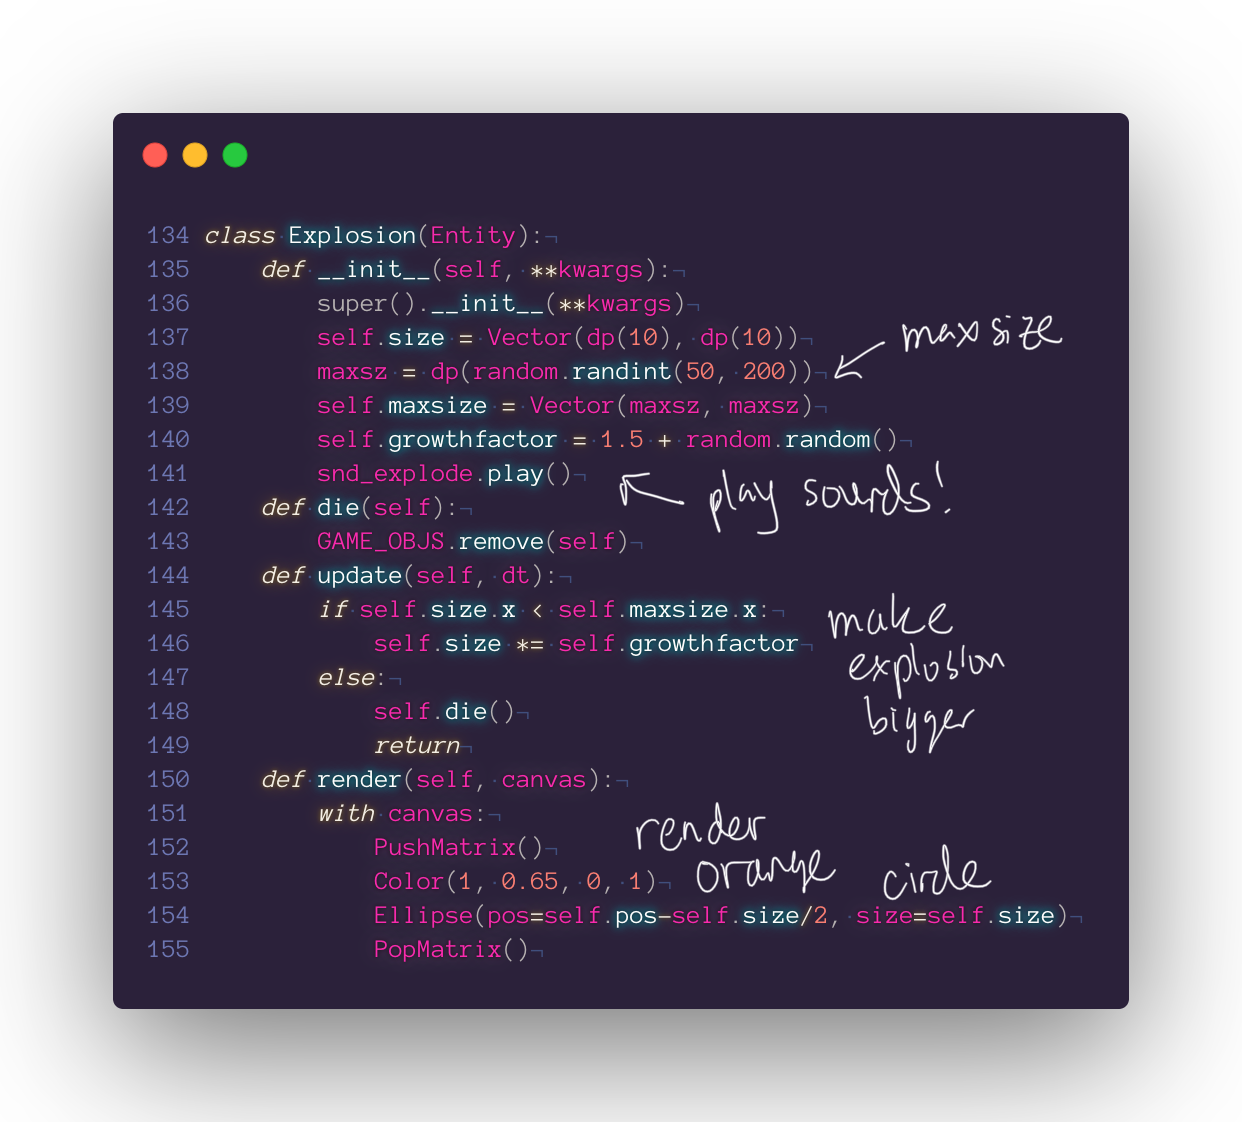 134 class Explosion(Entity):¬
135     def __init__(self, **kwargs):¬
136         super().__init__(**kwargs)¬
137         self.size = Vector(dp(10), dp(10))¬
max size
138         maxsz = dp(random.randint(50, 200))¬
139         self.maxsize = Vector(maxsz, maxsz)¬
140         self.growthfactor = 1.5 + random.random()¬
141         snd_explode.play()¬
play sounds!
142     def die(self):¬
143         GAME_OBJS.remove(self)¬
144     def update(self, dt):¬
145         if self.size.x < self.maxsize.x:¬
make
146             self.size *= self.growthfactor¬
explosion
147         else:¬
148             self.die()¬
bigger
149             return¬
150     def render(self, canvas):¬
151         with canvas:¬
render
152             PushMatrix()¬
153             Color(1, 0.65, 0, 1)¬
orange circle
154             Ellipse(pos=self.pos-self.size/2, size=self.size)¬
155             PopMatrix()¬